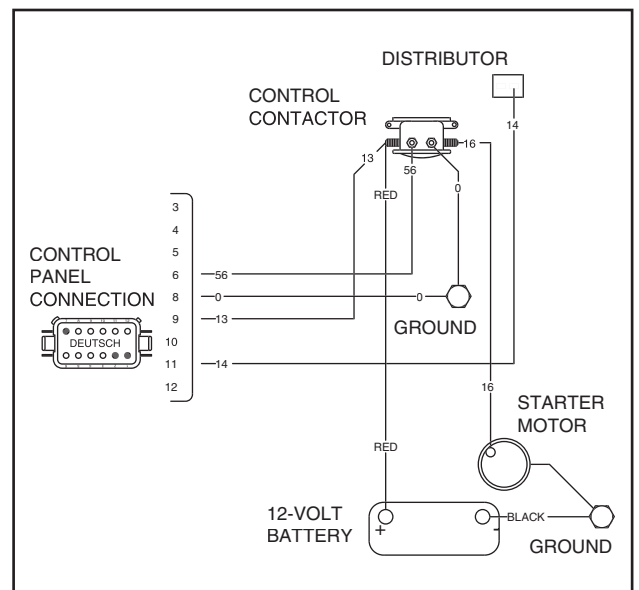 DISTRIBUTOR
CONTROL
CONTACTOR
14
13
16
56
RED
0
3
4
5
CONTROL
PANEL
CONNECTION
6
56
8
0
0
9
13
GROUND
DEUTSCH
10
11
14
12
16
STARTER
MOTOR
RED
12-VOLT
BATTERY
+
-
BLACK
GROUND